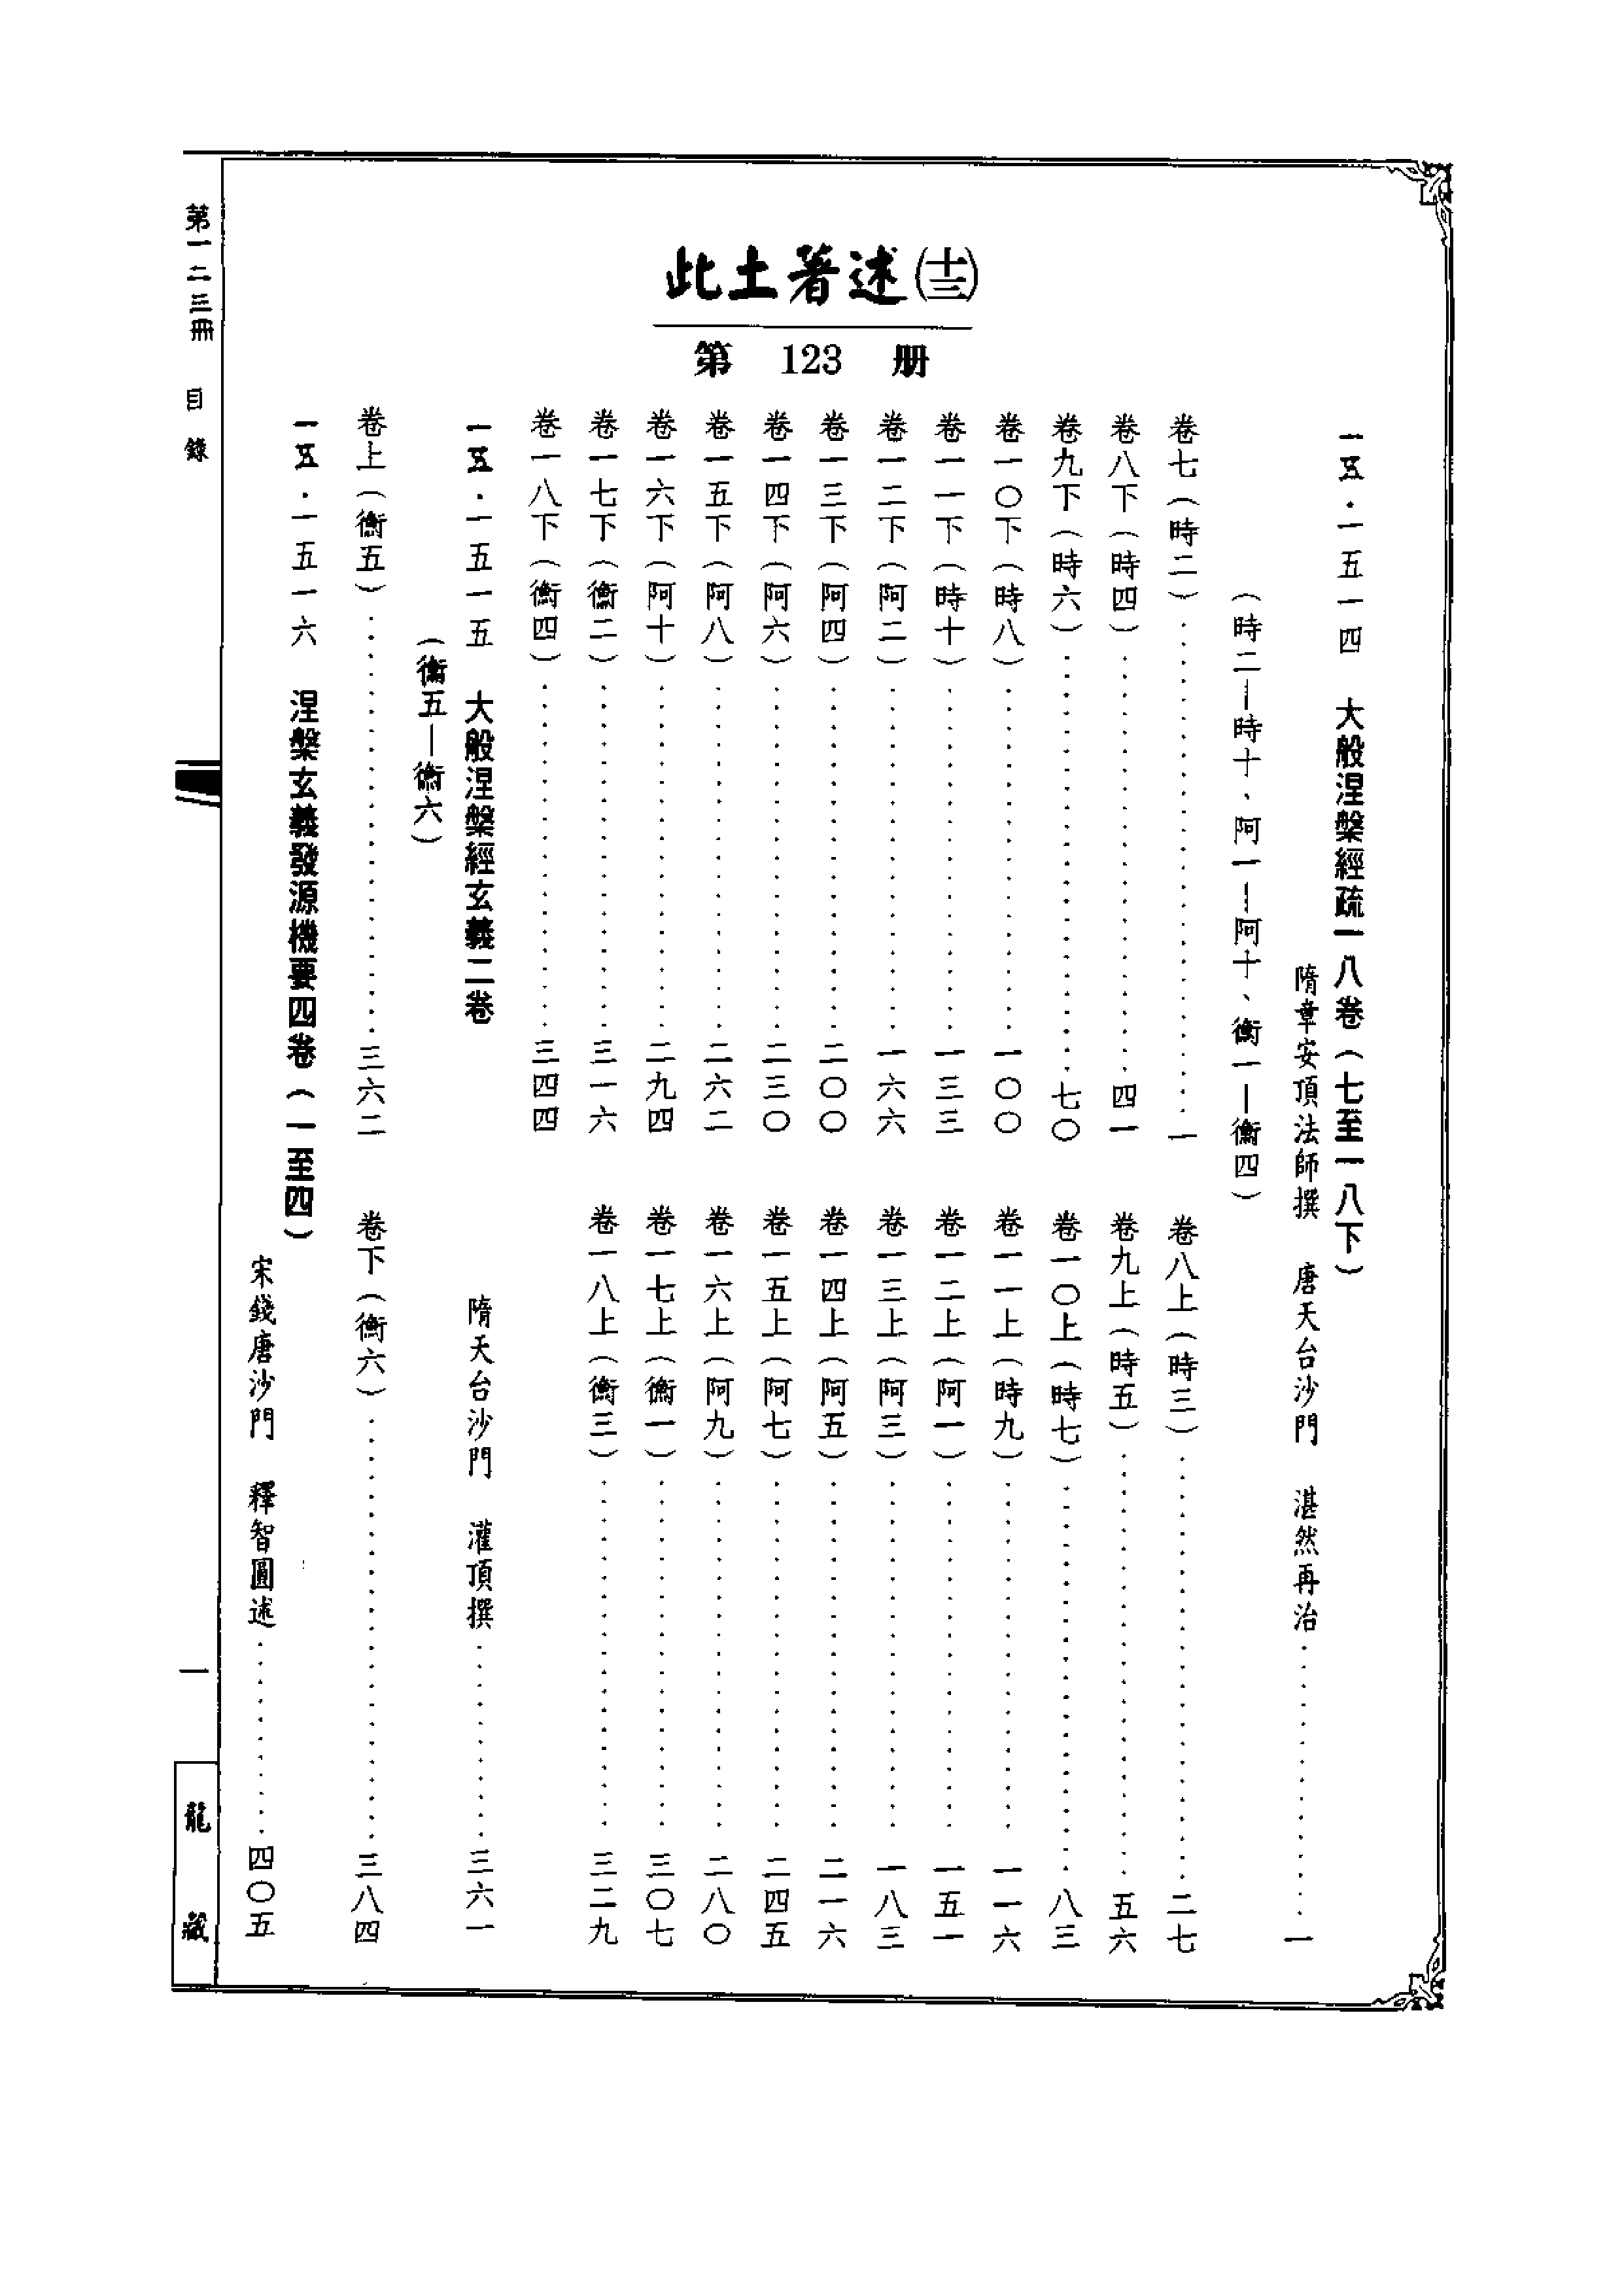 此土著述(十三)
第 123 册
一五·一五一四 大般涅槃經疏一八卷(七至一八下)
隋章安頂法師撰 唐天台沙門 湛然再治……一
(時二—時十、阿一—阿十、衡一—衡四)
卷七(時二)……一 卷八上(時三)……二七
卷八下(時四)……四一 卷九上(時五)……五六
卷九下(時六)……七〇 卷一〇上(時七)……八三
卷一〇下(時八)……一〇〇 卷一一上(時九)……一一六
卷一一下(時十)……一三三 卷一二上(阿一)……一五一
卷一二下(阿二)……一六六 卷一三上(阿三)……一八三
卷一三下(阿四)……二〇〇 卷一四上(阿五)……二一六
卷一四下(阿六)……二三〇 卷一五上(阿七)……二四五
卷一五下(阿八)……二六二 卷一六上(阿九)……二八〇
卷一六下(阿十)……二九四 卷一七上(衡一)……三〇七
卷一七下(衡二)……三一六 卷一八上(衡三)……三二九
卷一八下(衡四)……三四四
一五·一五一五 大般涅槃經玄義二卷 隋天台沙門 灌頂撰……三六一
(衡五—衡六)
卷上(衡五)……三六二 卷下(衡六)……三八四
一五·一五一六 涅槃玄義發源機要四卷(一至四)
宋錢唐沙門 釋智圓述……四〇五
第一二三冊 目錄
一
龍藏